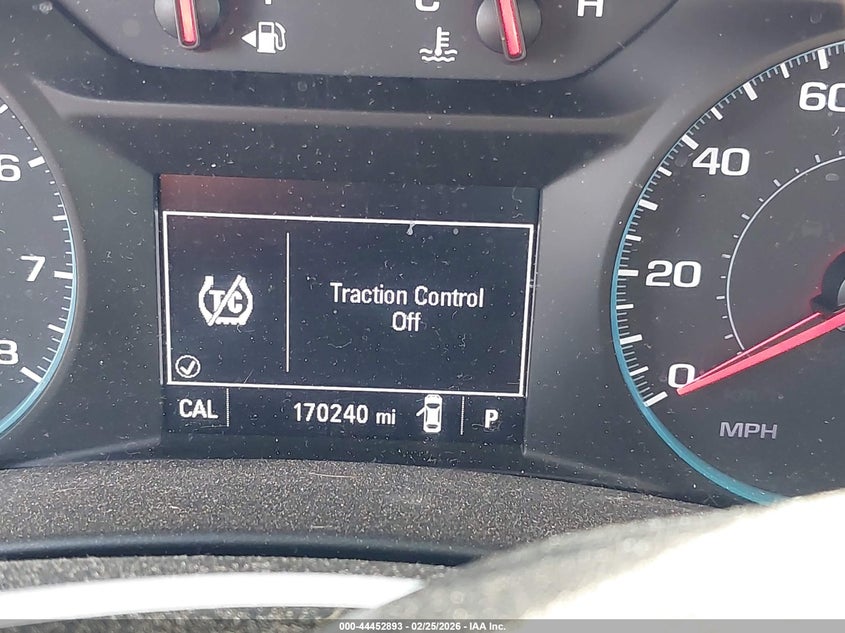 C H
60
6
40
7
20
8
0
TC
Traction Control
Off
CAL 170240 mi P
MPH
000-44452893 - 02/25/2026 - IAA Inc.